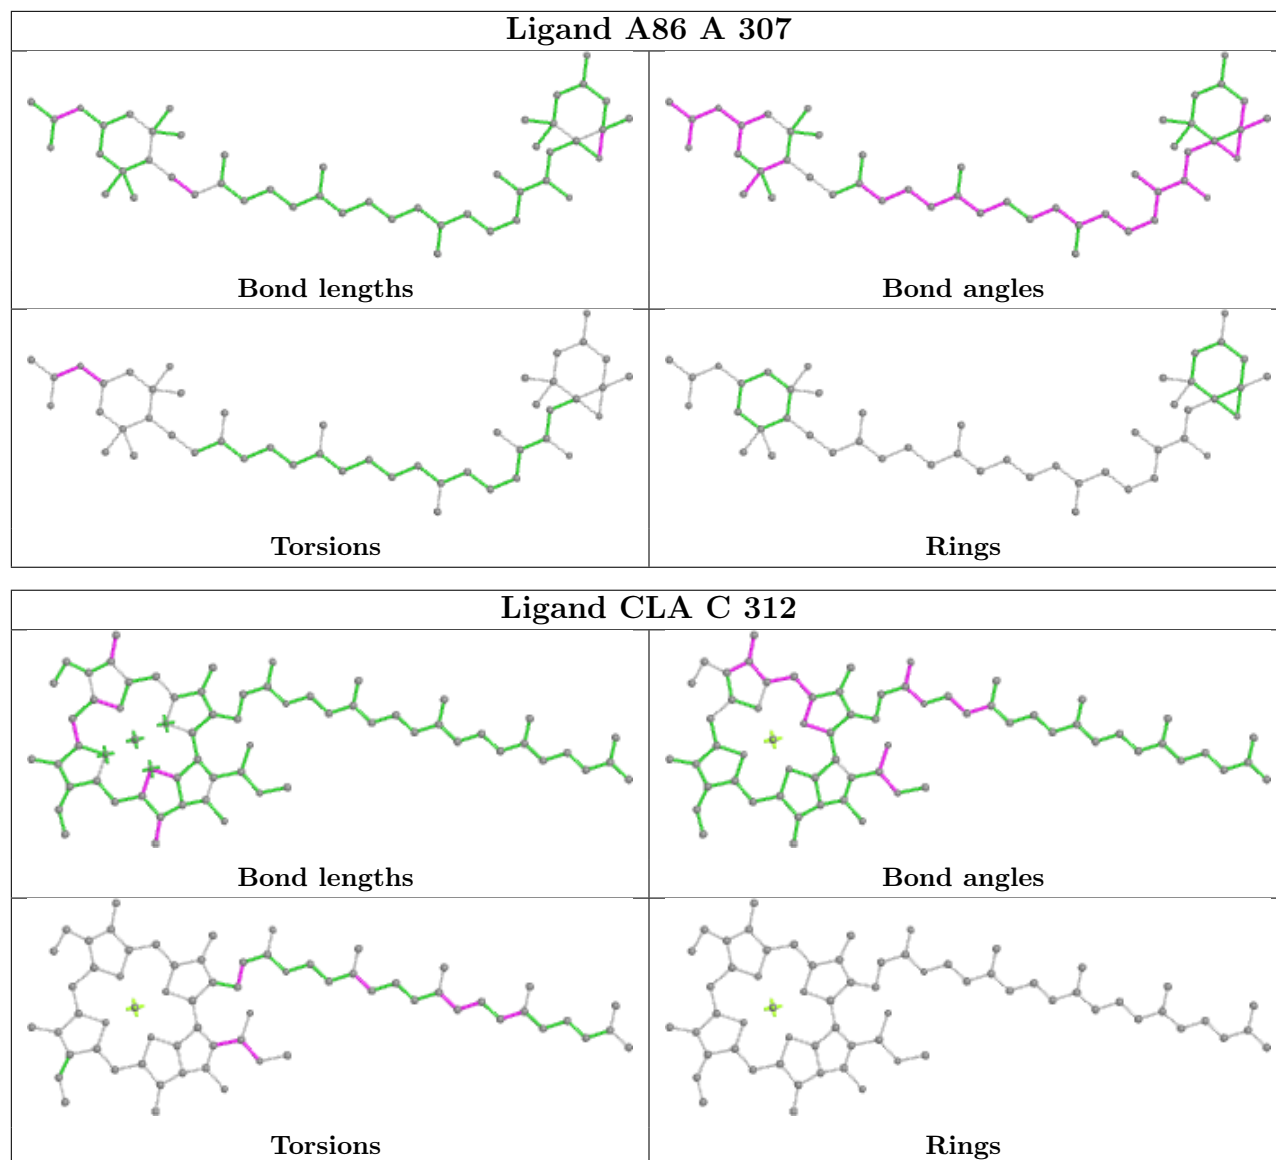 Ligand A86 A 307
Bond lengths
Bond angles
Torsions
Rings
Ligand CLA C 312
Bond lengths
Bond angles
Torsions
Rings